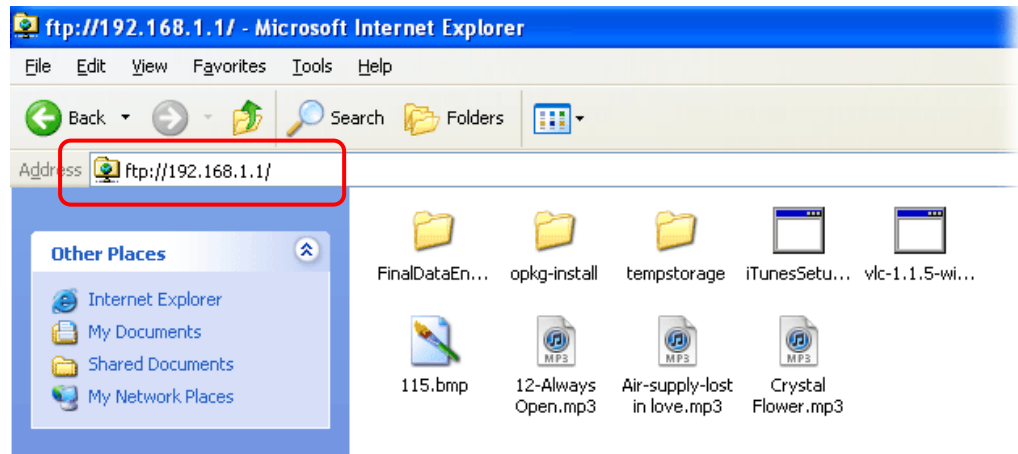 ftp://192.168.1.1/ - Microsoft Internet Explorer
File Edit View Favorites Tools Help
Back Search Folders
Address ftp://192.168.1.1/
Other Places
Internet Explorer
My Documents
Shared Documents
My Network Places
FinalDataEn... opkg-install tempstorage iTunesSetu... vlc-1.1.5-wi...
MP3 MP3 MP3
115.bmp 12-Always Air-supply-lost Crystal
Open.mp3 in love.mp3 Flower.mp3